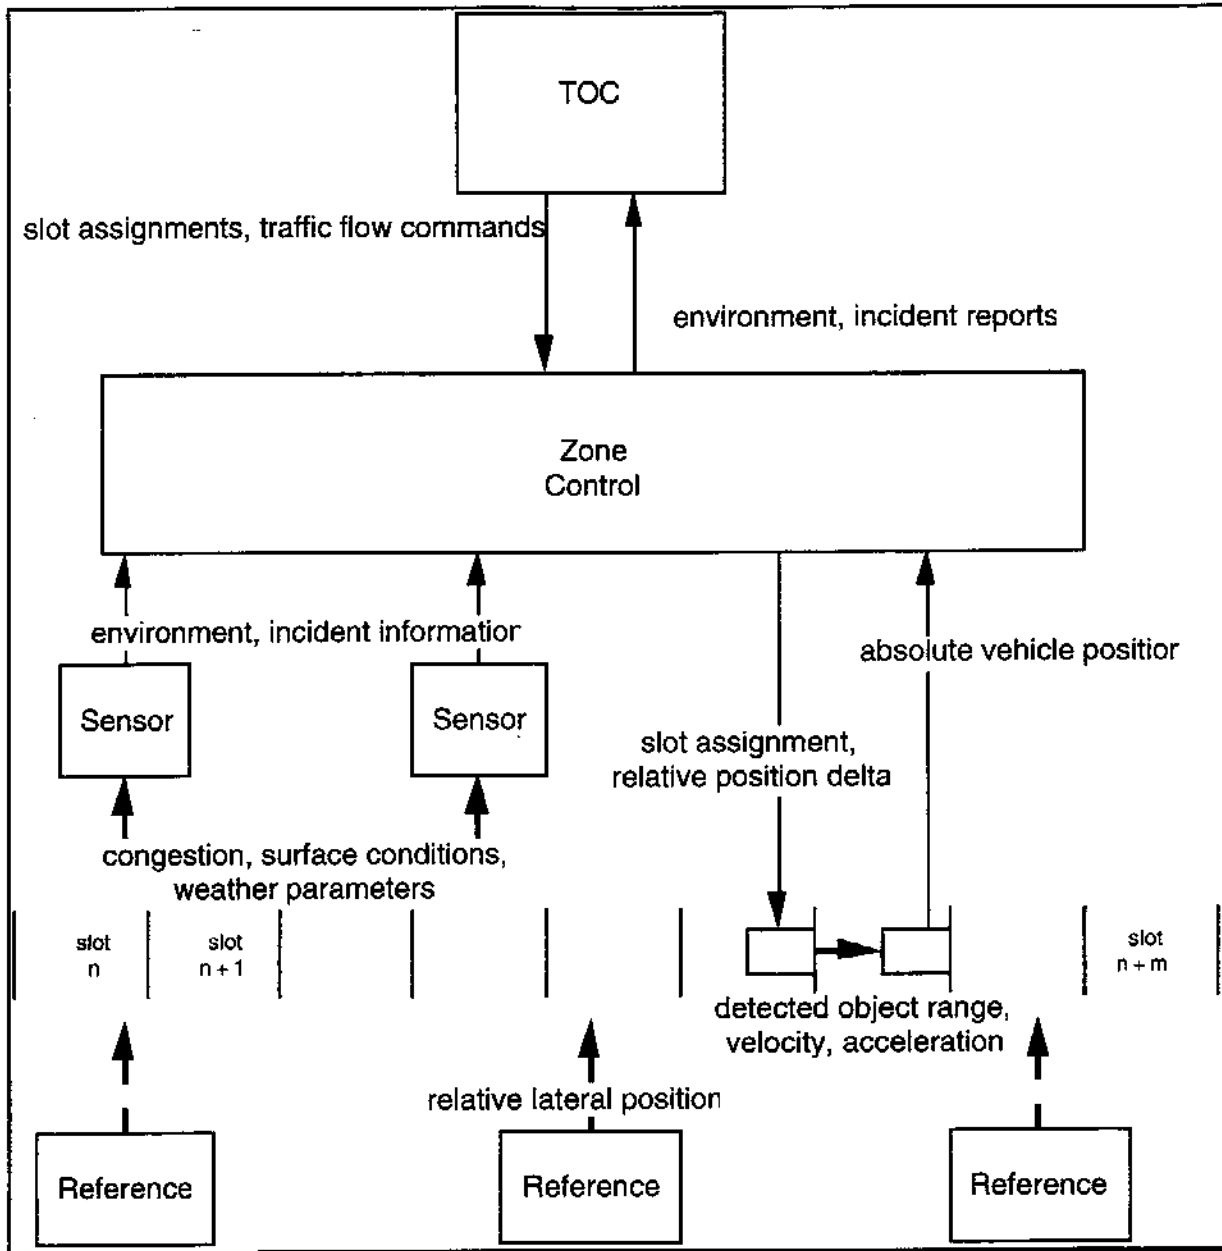 TOC
slot assignments, traffic flow commands
environment, incident reports
Zone
Control
environment, incident information
absolute vehicle position
Sensor
Sensor
slot assignment,
relative position delta
congestion, surface conditions,
weather parameters
slot
n
slot
n + 1
slot
n + m
detected object range,
velocity, acceleration
relative lateral position
Reference
Reference
Reference